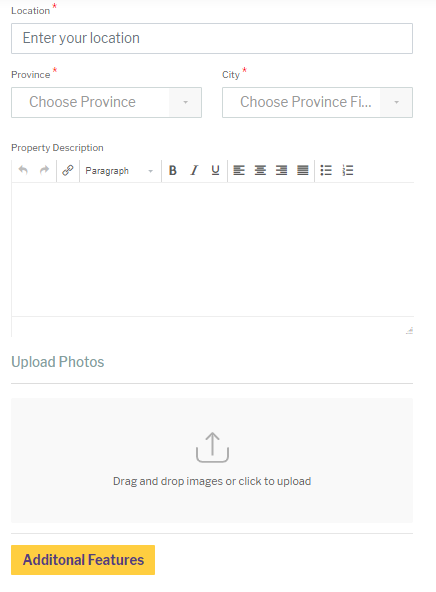 Location *
Enter your location
Province * City *
Choose Province Choose Province Fi...
Property Description
Paragraph B I U
Upload Photos
Drag and drop images or click to upload
Additonal Features